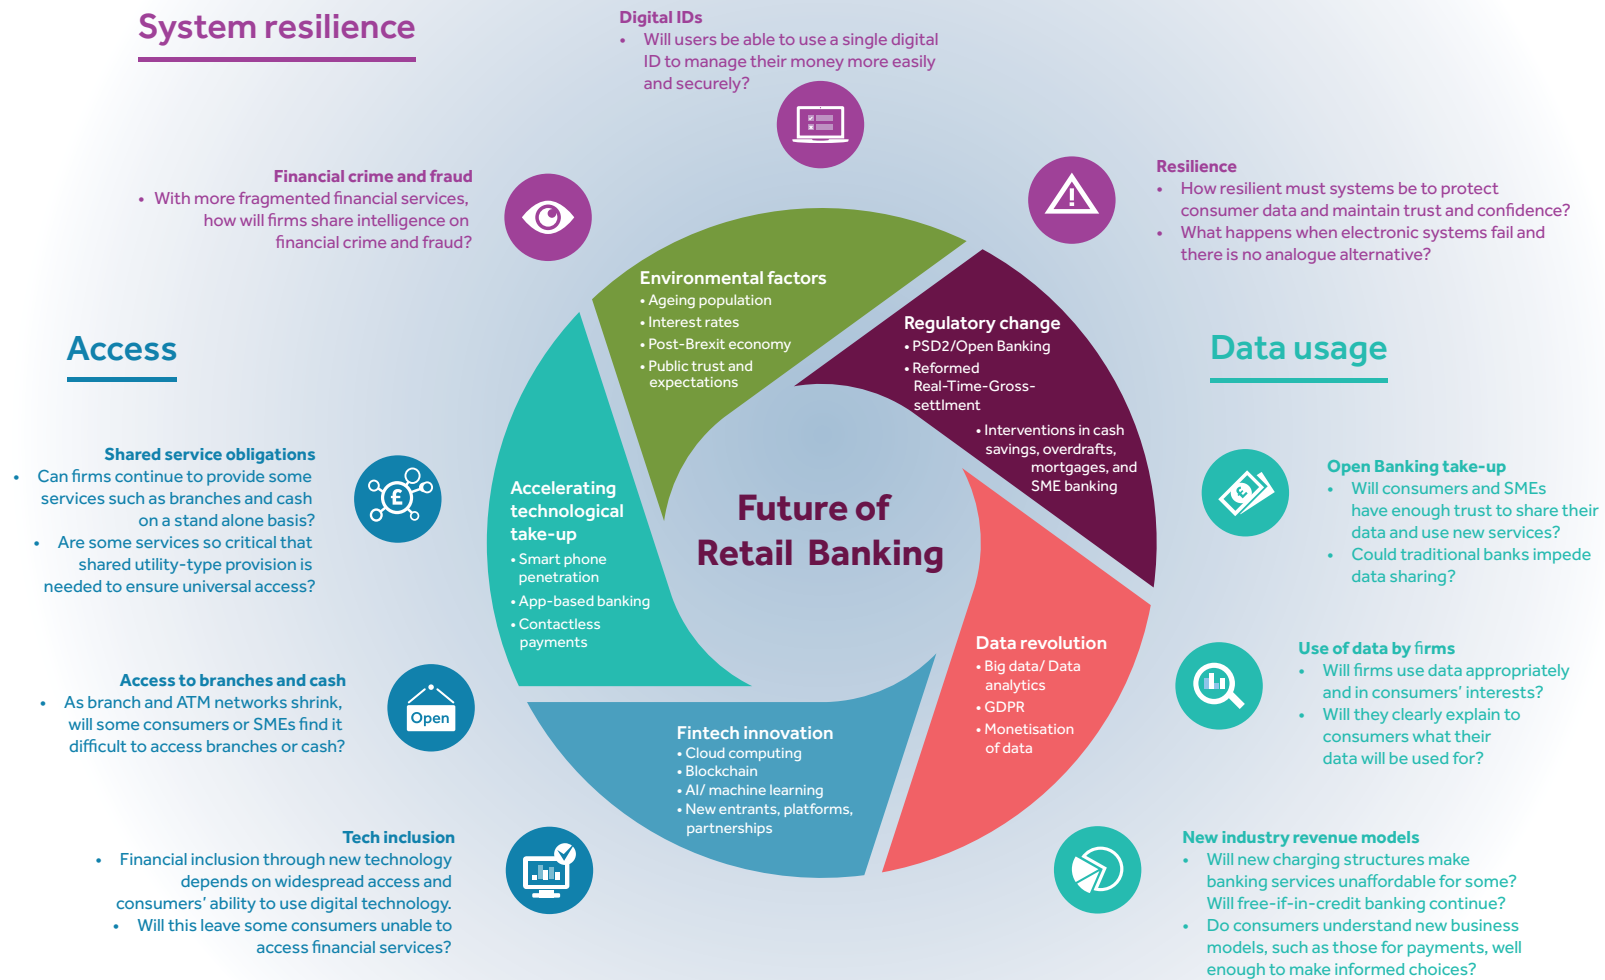 System resilience
Digital IDs
• Will users be able to use a single digital
ID to manage their money more easily
and securely?
Financial crime and fraud
• With more fragmented financial services,
how will firms share intelligence on
financial crime and fraud?
Resilience
• How resilient must systems be to protect
consumer data and maintain trust and confidence?
• What happens when electronic systems fail and
there is no analogue alternative?
Access
Shared service obligations
• Can firms continue to provide some
services such as branches and cash
on a stand alone basis?
• Are some services so critical that
shared utility-type provision is
needed to ensure universal access?
£
Access to branches and cash
• As branch and ATM networks shrink,
will some consumers or SMEs find it
difficult to access branches or cash?
Open
Tech inclusion
• Financial inclusion through new technology
depends on widespread access and
consumers’ ability to use digital technology.
• Will this leave some consumers unable to
access financial services?
Environmental factors
• Ageing population
• Interest rates
• Post-Brexit economy
• Public trust and
expectations
Regulatory change
• PSD2/Open Banking
• Reformed
Real-Time-Gross-
settlment
• Interventions in cash
savings, overdrafts,
mortgages, and
SME banking
Accelerating
technological
take-up
• Smart phone
penetration
• App-based banking
• Contactless
payments
Future of
Retail Banking
Data revolution
• Big data/ Data
analytics
• GDPR
• Monetisation
of data
Fintech innovation
• Cloud computing
• Blockchain
• AI/ machine learning
• New entrants, platforms,
partnerships
Data usage
£
Open Banking take-up
• Will consumers and SMEs
have enough trust to share their
data and use new services?
• Could traditional banks impede
data sharing?
Use of data by firms
• Will firms use data appropriately
and in consumers’ interests?
• Will they clearly explain to
consumers what their
data will be used for?
New industry revenue models
• Will new charging structures make
banking services unaffordable for some?
Will free-if-in-credit banking continue?
• Do consumers understand new business
models, such as those for payments, well
enough to make informed choices?